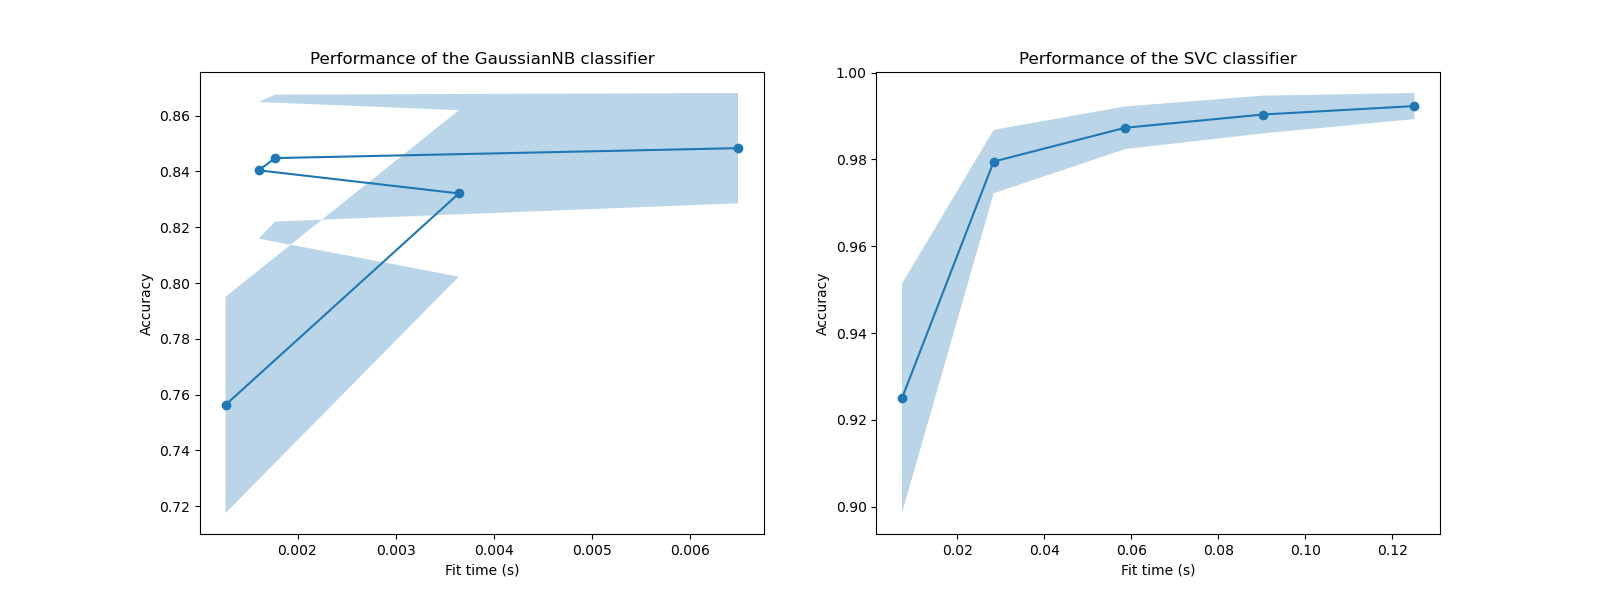 Performance of the GaussianNB classifier
0.86
0.84
0.82
0.80
0.78
0.76
0.74
0.72
Accuracy
0.002 0.003 0.004 0.005 0.006
Fit time (s)
Performance of the SVC classifier
1.00
0.98
0.96
0.94
0.92
0.90
Accuracy
0.02 0.04 0.06 0.08 0.10 0.12
Fit time (s)